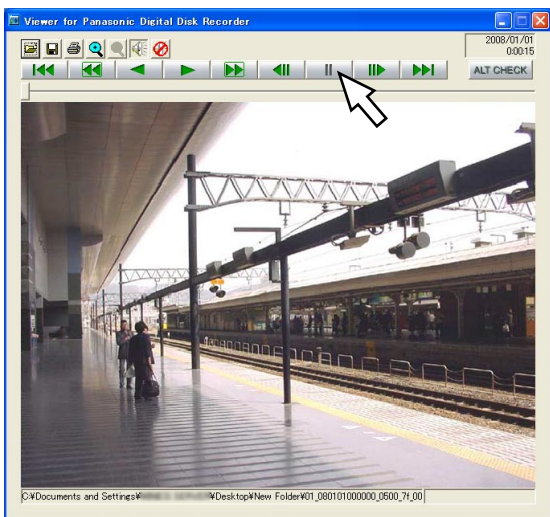 Viewer for Panasonic Digital Disk Recorder
2008/01/01
0:00:15
ALT CHECK
C:¥Documents and Settings¥ ¥Desktop¥New Folder¥01_080101000000_0500_7f_00